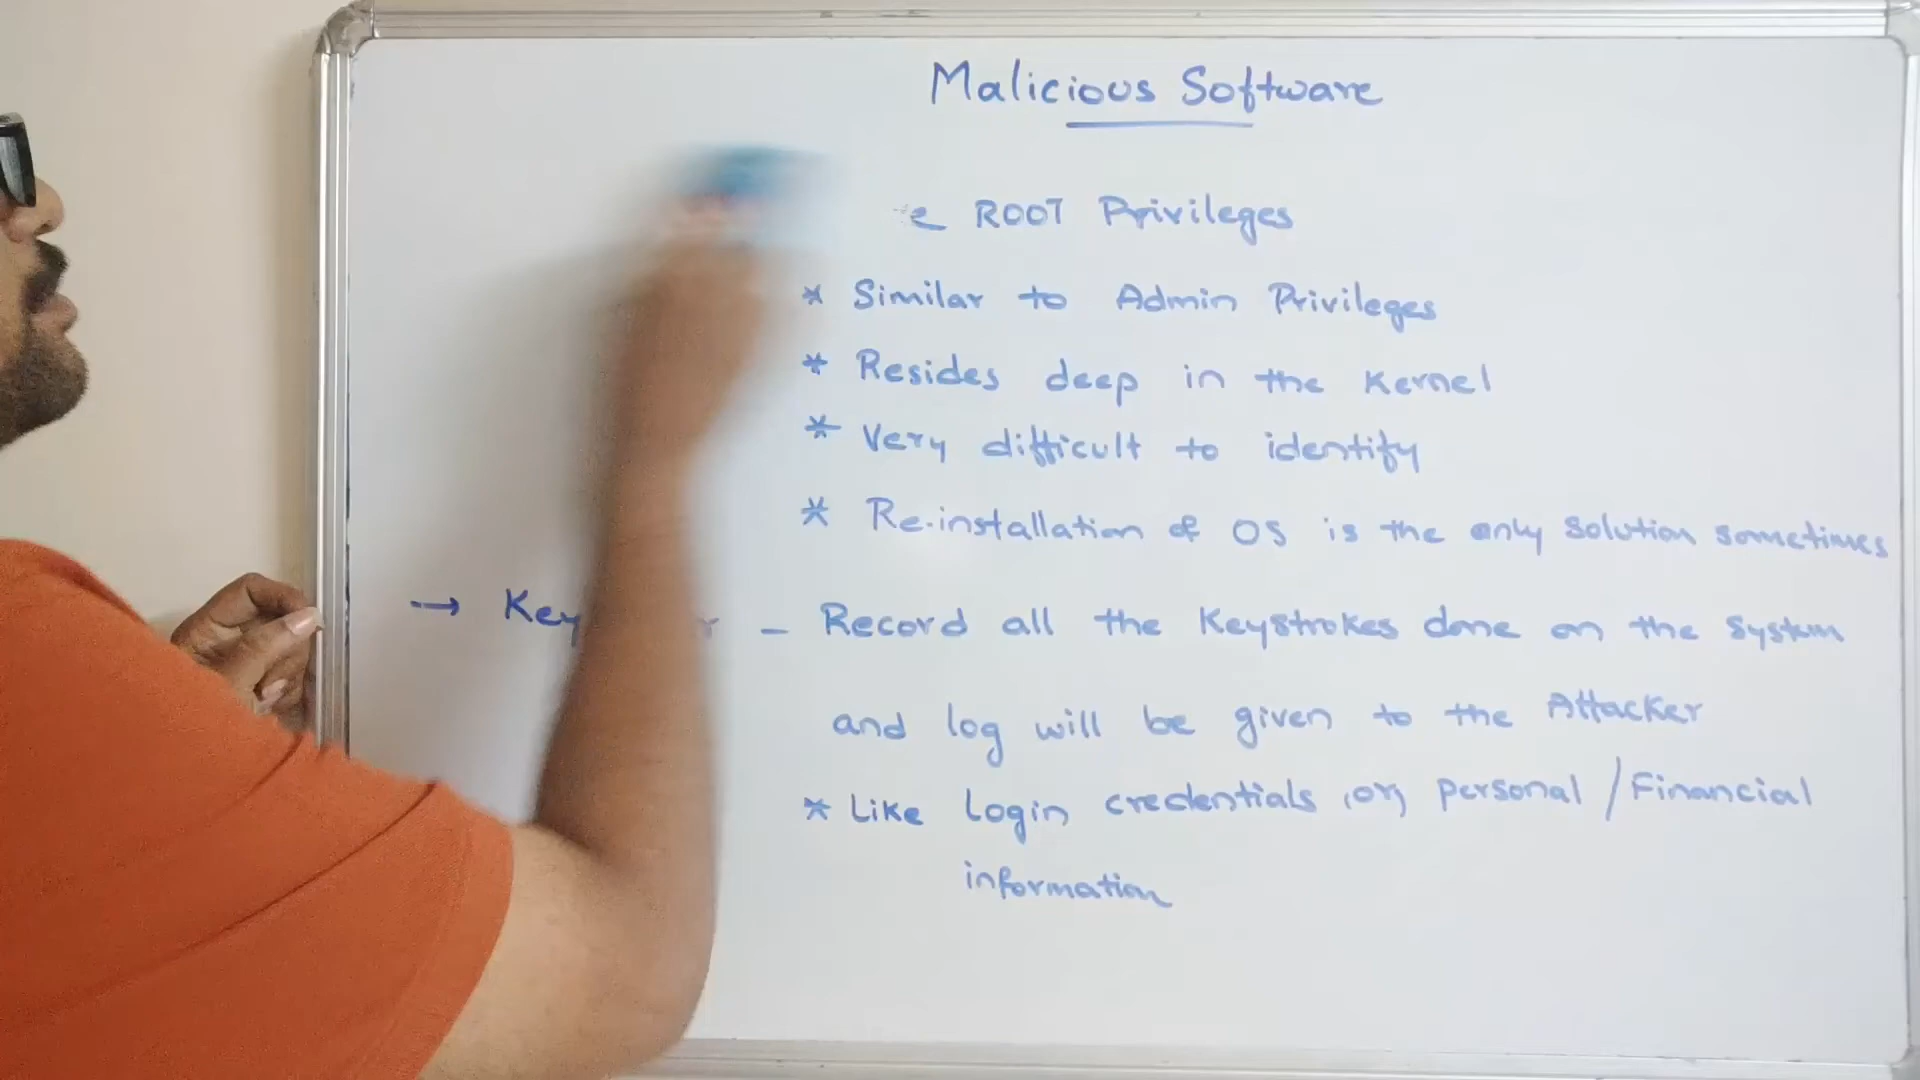 Malicious Software
ROOT Privileges
* Similar to Admin Privileges
* Resides deep in the Kernel
* Very difficult to identify
* Re-installation of OS is the only solution sometimes
→ – Record all the Keystrokes done on the system
and log will be given to the Attacker
* Like Login credentials (or) personal / Financial
information